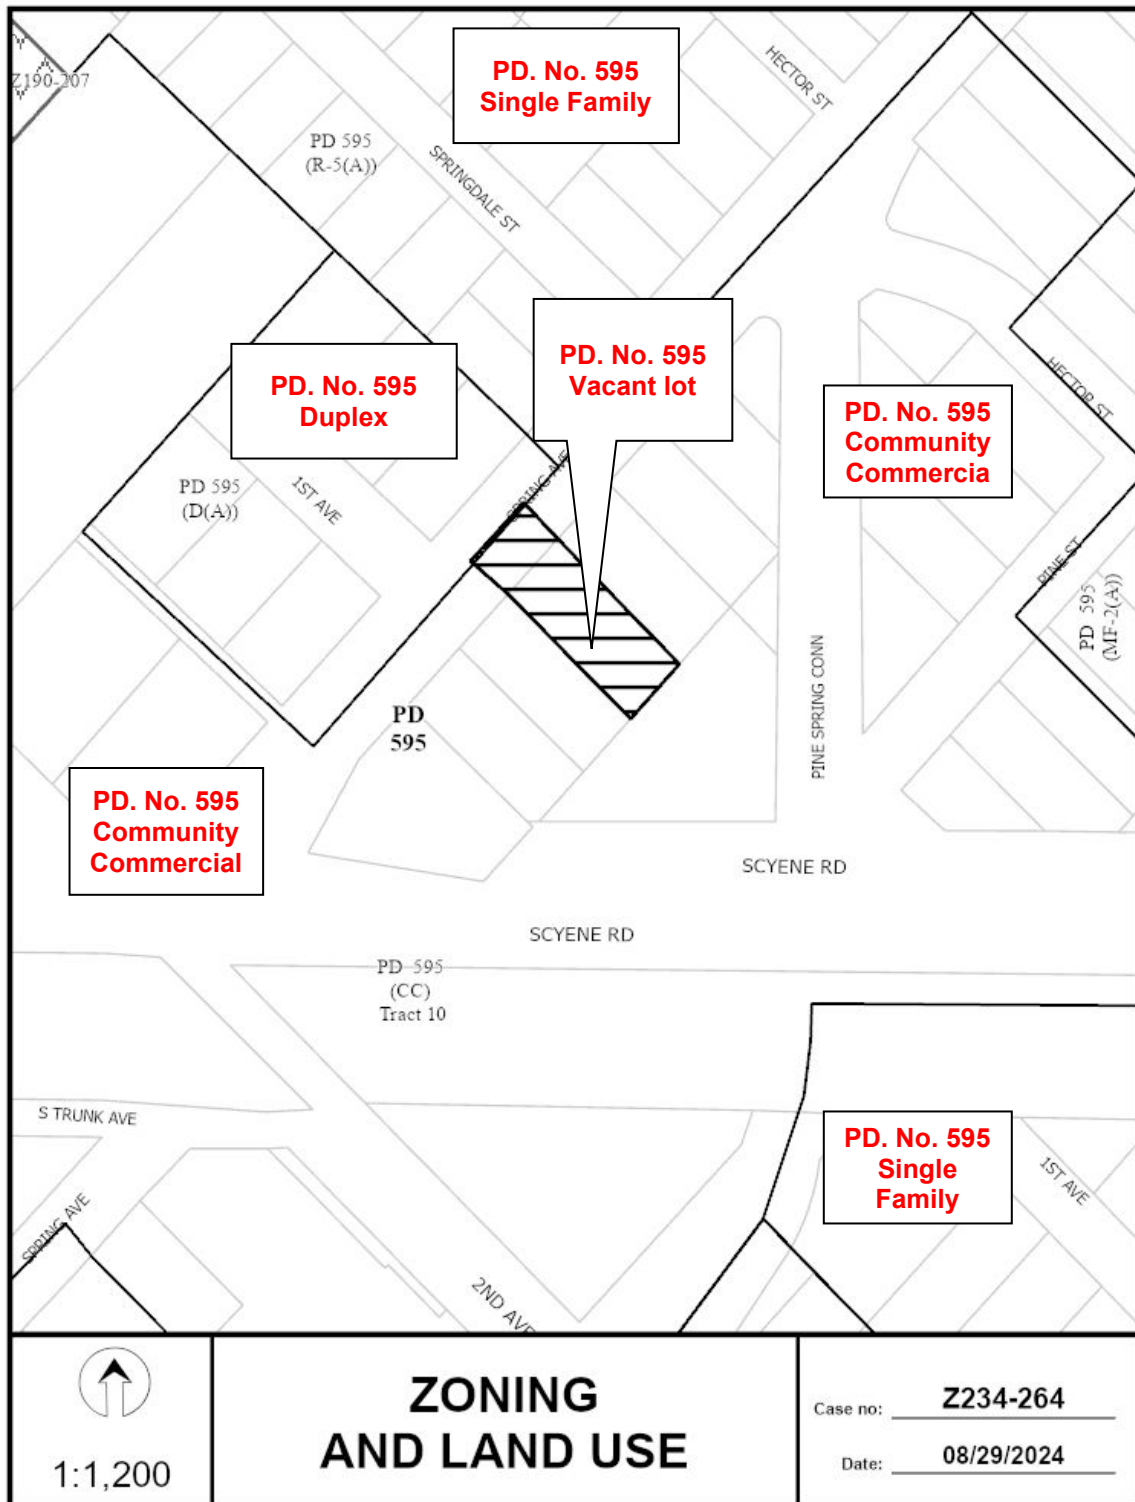 Z190-207
PD. No. 595
Single Family
HECTOR ST
PD 595
(R-5(A))
SPRINGDALE ST
PD. No. 595
Vacant lot
PD. No. 595
Duplex
PD. No. 595
Community
Commercia
HECTOR ST
SPRING AVE
PD 595
(D(A))
1ST AVE
PINE ST
PD 595
(MF-2(A))
PINE SPRING CONN
PD
595
PD. No. 595
Community
Commercial
SCYENE RD
SCYENE RD
PD 595
(CC)
Tract 10
S TRUNK AVE
PD. No. 595
Single
Family
1ST AVE
SPRING AVE
2ND AVE
1:1,200
ZONING
AND LAND USE
Case no: Z234-264
Date: 08/29/2024